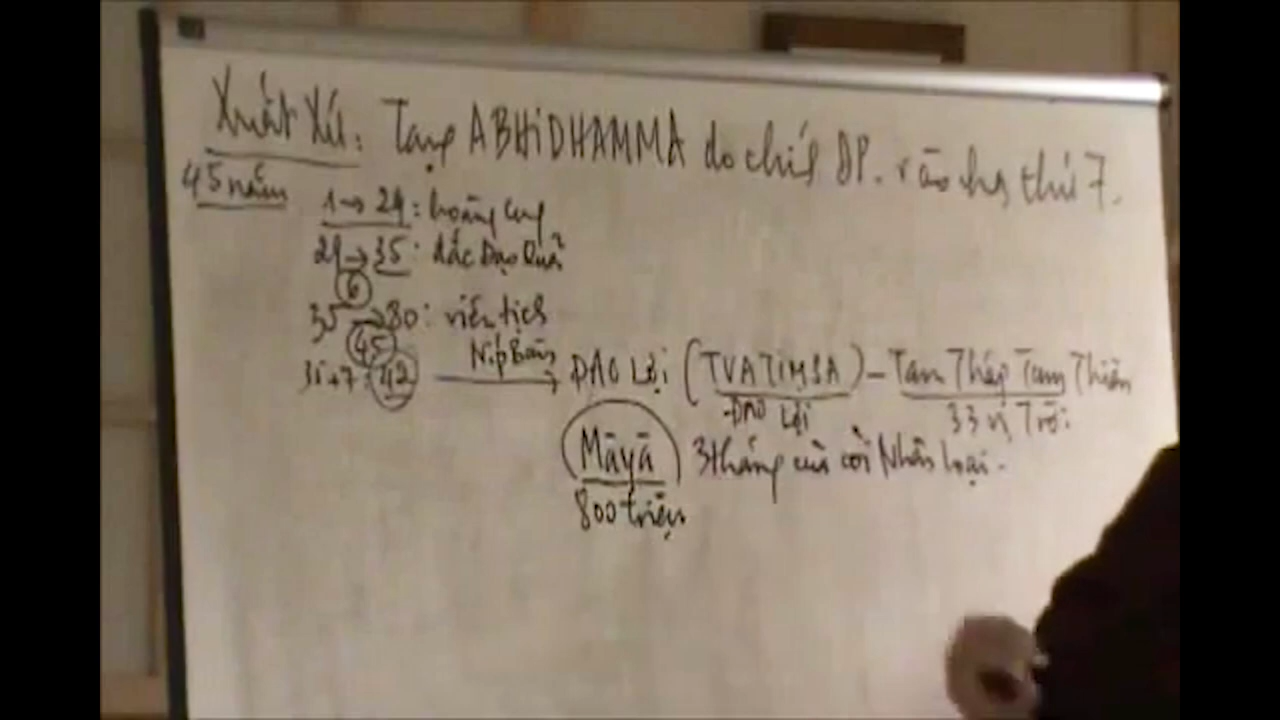 Xuất Xứ: Tạng ABHIDHAMMA do chính ĐP. vào hạ thứ 7.
45 năm
1 → 29: hoàng cung
29 → 35: đắc Đạo Quả
6
35 → 80: viên tịch
45 Níp Bàn
35+7: 42 → ĐAO LỢI (TVATIMSA) - Tam Thập Tam Thiên
ĐAO LỢI 33 vị Trời
Māyā 3 tháng của cõi Nhân loại.
800 triệu